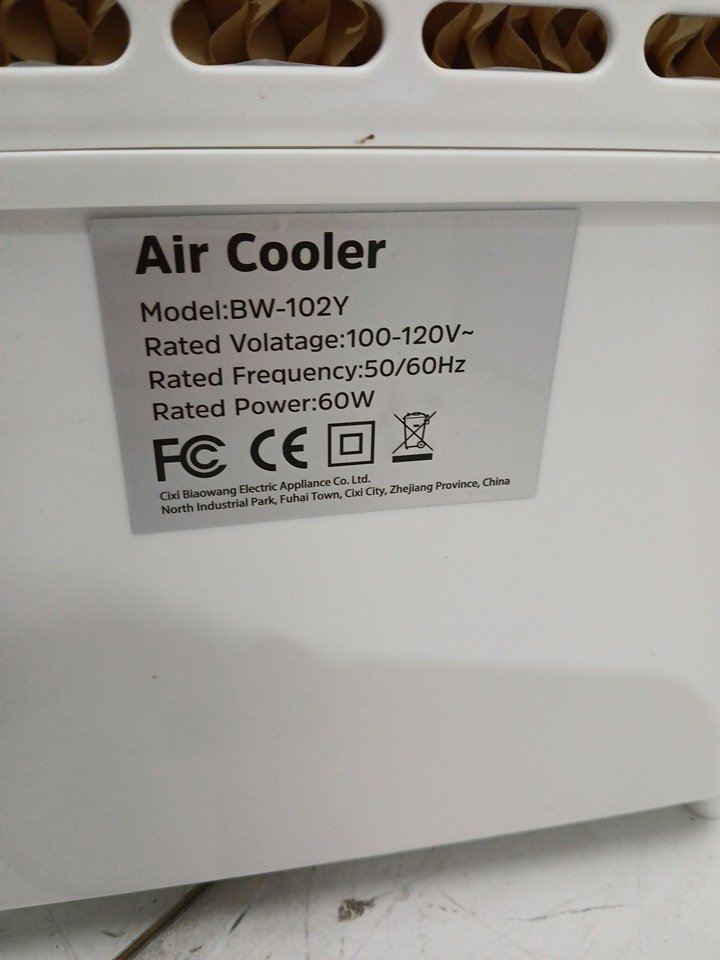 Air Cooler
Model:BW-102Y
Rated Volatage:100-120V~
Rated Frequency:50/60Hz
Rated Power:60W
FC CE
Cixi Biaowang Electric Appliance Co. Ltd.
North Industrial Park, Fuhai Town, Cixi City, Zhejiang Province, China